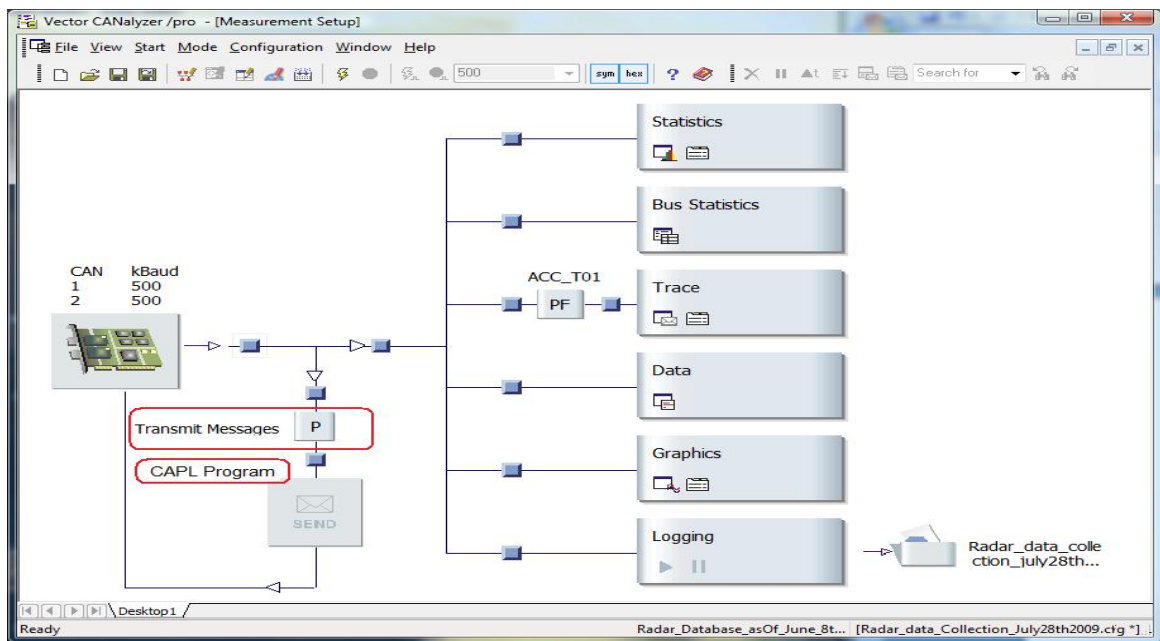 Vector CANalyzer /pro - [Measurement Setup]
File View Start Mode Configuration Window Help
500 sym hex ? Search for
Statistics
Bus Statistics
CAN kBaud
1 500
2 500
ACC_T01
PF
Trace
Data
Transmit Messages P
CAPL Program
SEND
Graphics
Logging
Radar_data_colle
ction_july28th...
Desktop1
Ready Radar_Database_asOf_June_8t... [Radar_data_Collection_July28th2009.cfg *]